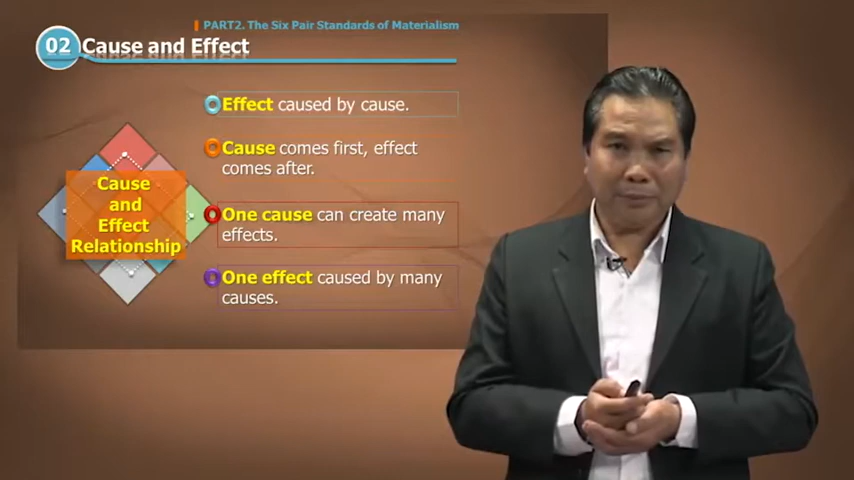 PART2. The Six Pair Standards of Materialism
02 Cause and Effect
Effect caused by cause.
Cause comes first, effect
comes after.
Cause
and
Effect
Relationship
One cause can create many
effects.
One effect caused by many
causes.